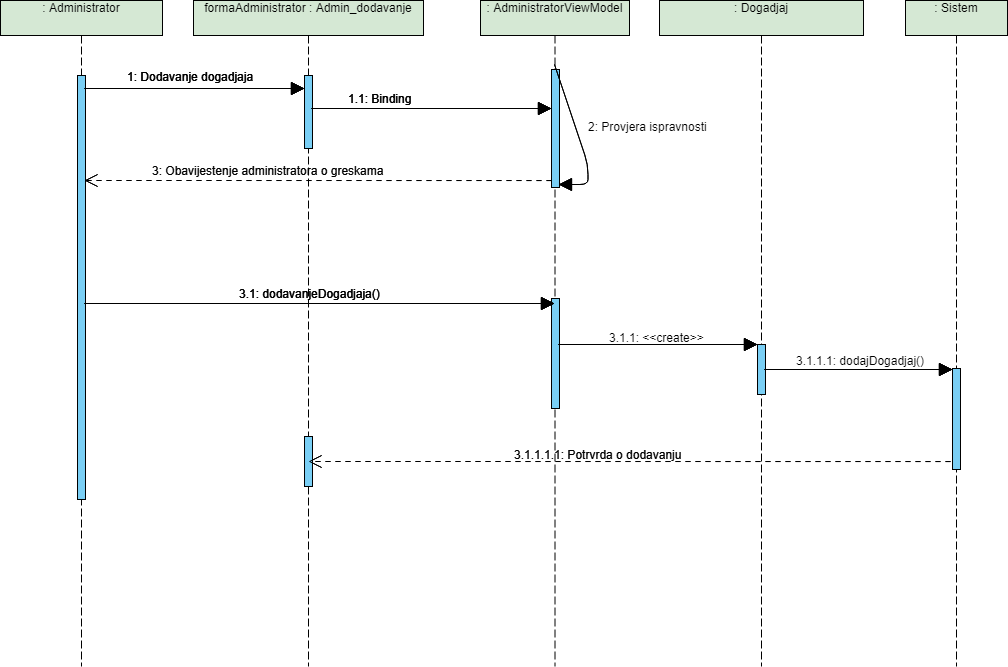 : Administrator
formaAdministrator : Admin_dodavanje
: AdministratorViewModel
: Dogadjaj
: Sistem
1: Dodavanje dogadjaja
1.1: Binding
2: Provjera ispravnosti
3: Obavijestenje administratora o greskama
3.1: dodavanjeDogadjaja()
3.1.1: <<create>>
3.1.1.1: dodajDogadjaj()
3.1.1.1.1: Potrvrda o dodavanju